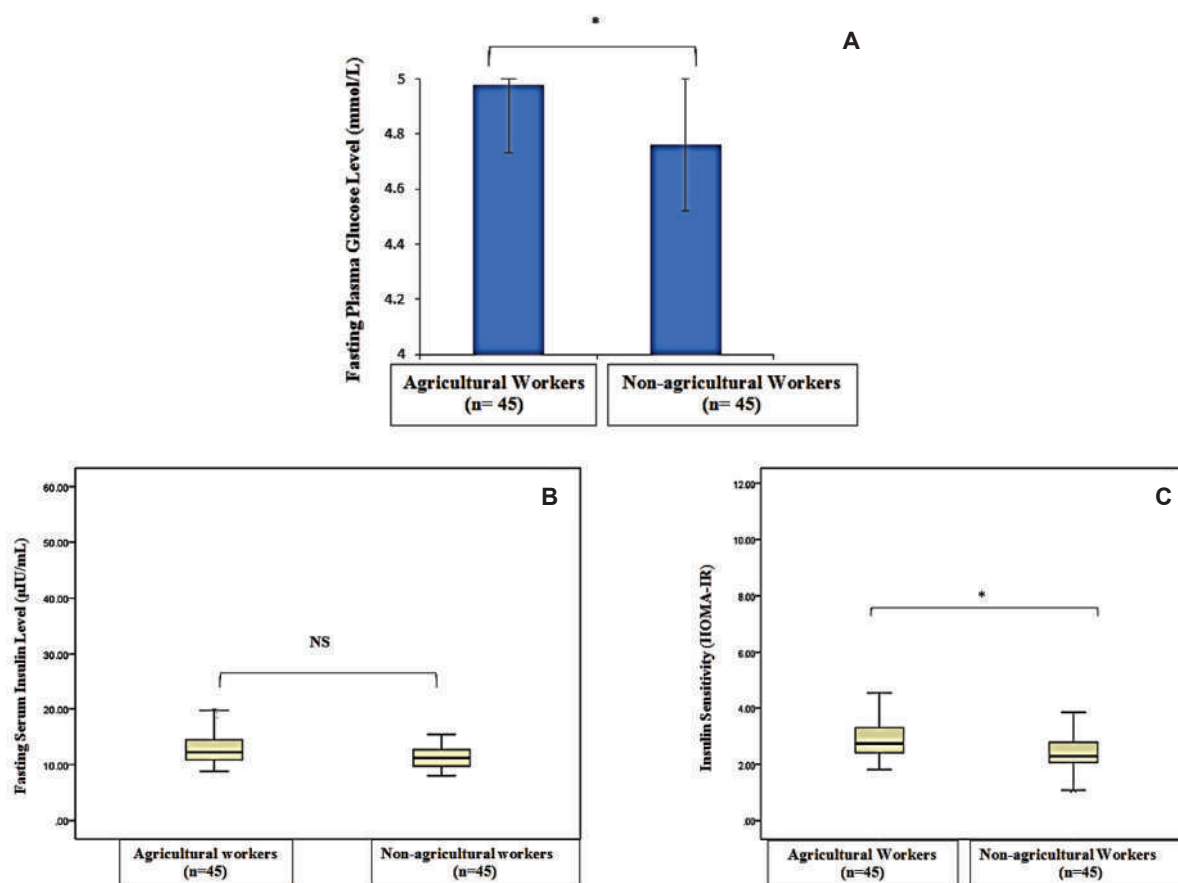 *
A
Fasting Plasma Glucose Level (mmol/L)
5
4.8
4.6
4.4
4.2
4
Agricultural Workers
(n= 45)
Non-agricultural Workers
(n= 45)
B
Fasting Serum Insulin Level (µIU/mL)
60.00
50.00
40.00
30.00
20.00
10.00
.00
NS
Agricultural workers
(n=45)
Non-agricultural workers
(n=45)
C
Insulin Sensitivity (HOMA-IR)
12.00
10.00
8.00
6.00
4.00
2.00
.00
*
Agricultural Workers
(n=45)
Non-agricultural Workers
(n=45)